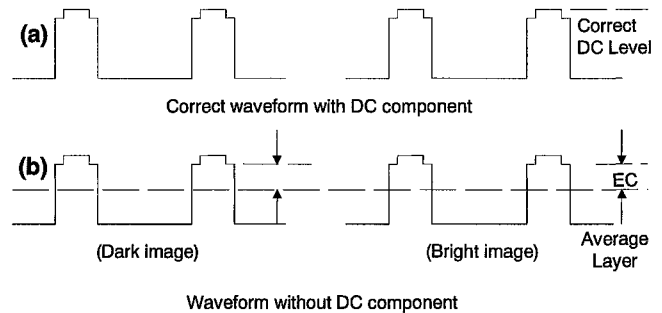 (a)
Correct
DC Level
Correct waveform with DC component
(b)
EC
(Dark image)
(Bright image)
Average
Layer
Waveform without DC component